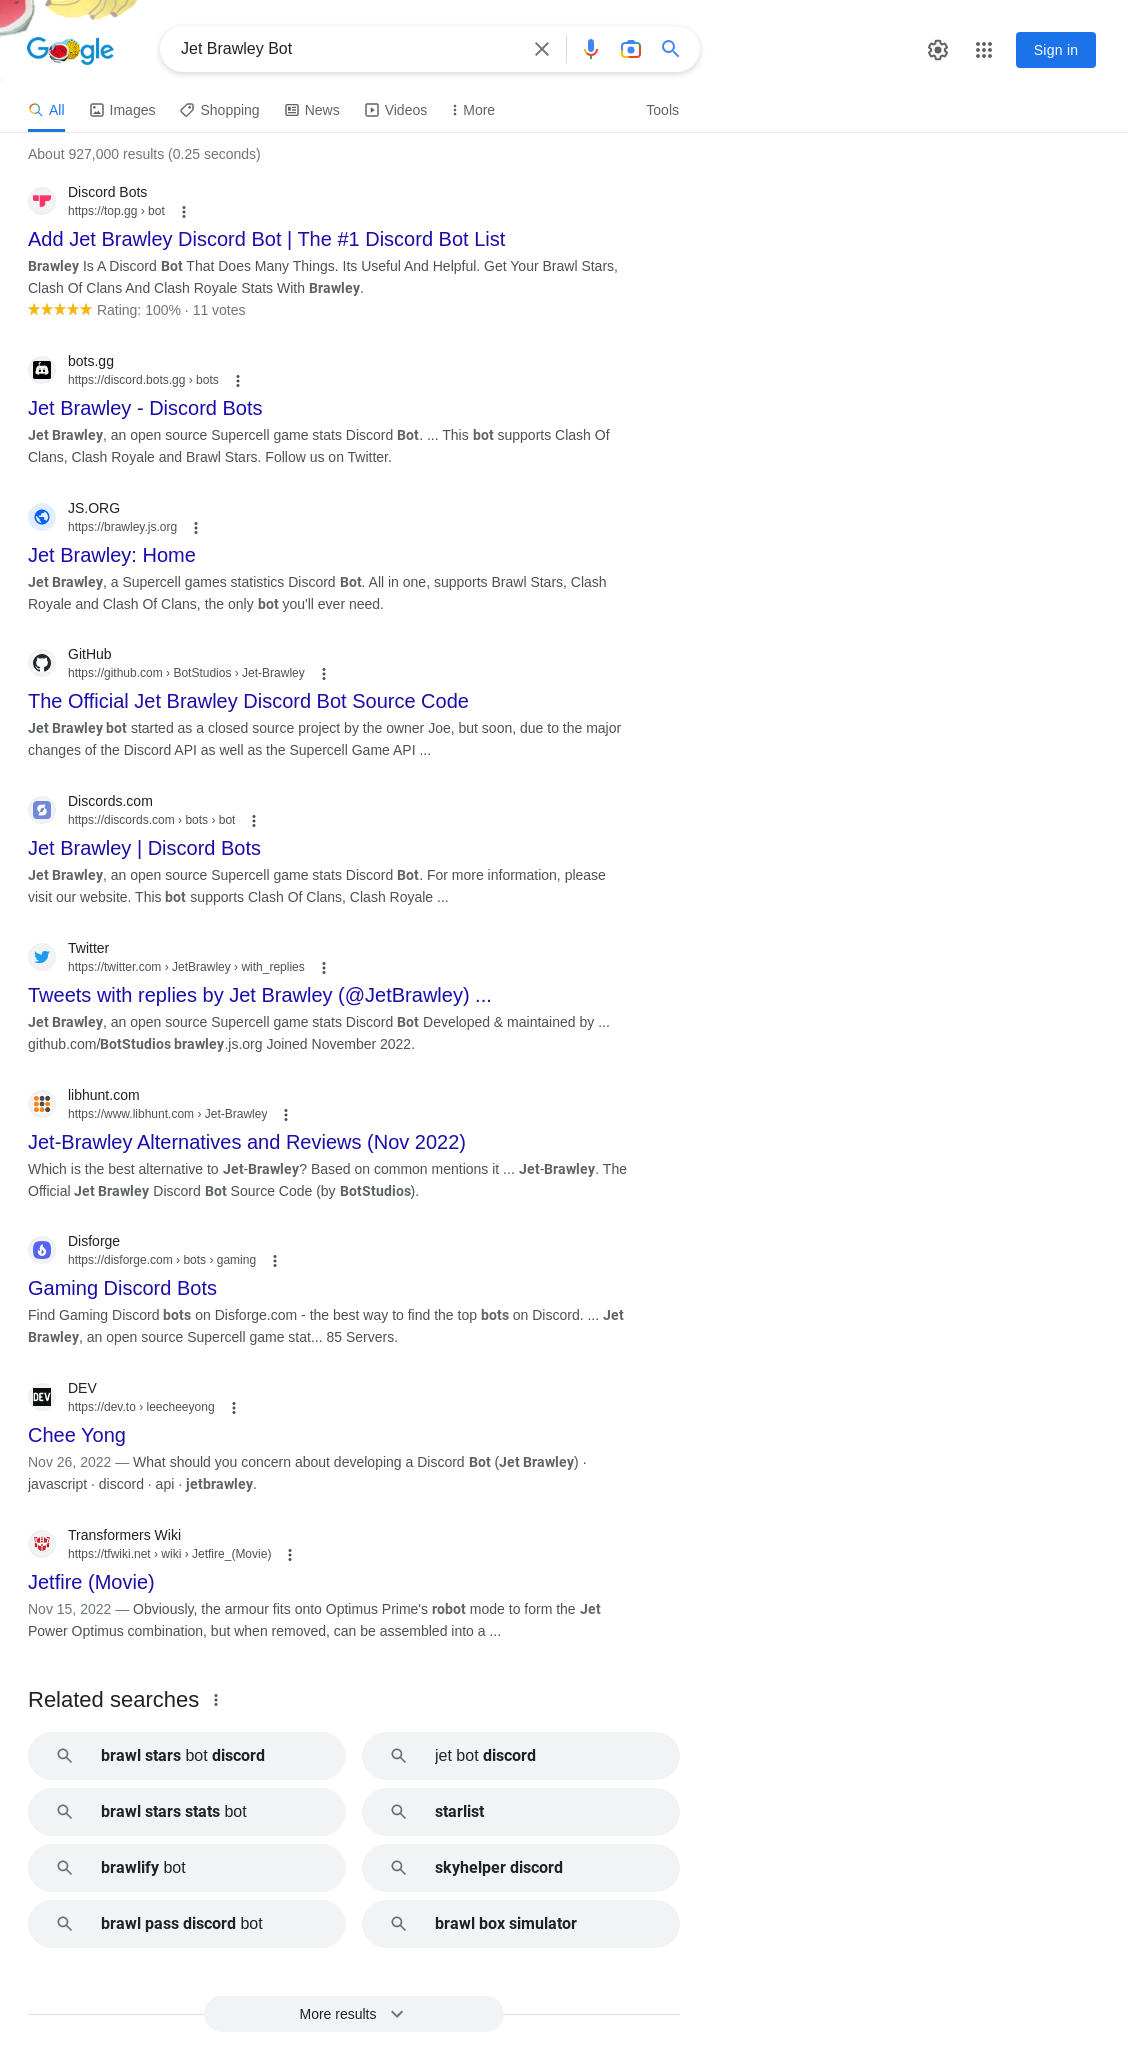 Google
Jet Brawley Bot
Sign in
All
Images
Shopping
News
Videos
More
Tools
About 927,000 results (0.25 seconds)
Discord Bots
https://top.gg › bot
Add Jet Brawley Discord Bot | The #1 Discord Bot List
Brawley Is A Discord Bot That Does Many Things. Its Useful And Helpful. Get Your Brawl Stars,
Clash Of Clans And Clash Royale Stats With Brawley.
Rating: 100% · 11 votes
bots.gg
https://discord.bots.gg › bots
Jet Brawley - Discord Bots
Jet Brawley, an open source Supercell game stats Discord Bot. ... This bot supports Clash Of
Clans, Clash Royale and Brawl Stars. Follow us on Twitter.
JS.ORG
https://brawley.js.org
Jet Brawley: Home
Jet Brawley, a Supercell games statistics Discord Bot. All in one, supports Brawl Stars, Clash
Royale and Clash Of Clans, the only bot you'll ever need.
GitHub
https://github.com › BotStudios › Jet-Brawley
The Official Jet Brawley Discord Bot Source Code
Jet Brawley bot started as a closed source project by the owner Joe, but soon, due to the major
changes of the Discord API as well as the Supercell Game API ...
Discords.com
https://discords.com › bots › bot
Jet Brawley | Discord Bots
Jet Brawley, an open source Supercell game stats Discord Bot. For more information, please
visit our website. This bot supports Clash Of Clans, Clash Royale ...
Twitter
https://twitter.com › JetBrawley › with_replies
Tweets with replies by Jet Brawley (@JetBrawley) ...
Jet Brawley, an open source Supercell game stats Discord Bot Developed & maintained by ...
github.com/BotStudios brawley.js.org Joined November 2022.
libhunt.com
https://www.libhunt.com › Jet-Brawley
Jet-Brawley Alternatives and Reviews (Nov 2022)
Which is the best alternative to Jet-Brawley? Based on common mentions it ... Jet-Brawley. The
Official Jet Brawley Discord Bot Source Code (by BotStudios).
Disforge
https://disforge.com › bots › gaming
Gaming Discord Bots
Find Gaming Discord bots on Disforge.com - the best way to find the top bots on Discord. ... Jet
Brawley, an open source Supercell game stat... 85 Servers.
DEV
DEV
https://dev.to › leecheeyong
Chee Yong
Nov 26, 2022 — What should you concern about developing a Discord Bot (Jet Brawley) ·
javascript · discord · api · jetbrawley.
Transformers Wiki
https://tfwiki.net › wiki › Jetfire_(Movie)
Jetfire (Movie)
Nov 15, 2022 — Obviously, the armour fits onto Optimus Prime's robot mode to form the Jet
Power Optimus combination, but when removed, can be assembled into a ...
Related searches
brawl stars bot discord
jet bot discord
brawl stars stats bot
starlist
brawlify bot
skyhelper discord
brawl pass discord bot
brawl box simulator
More results